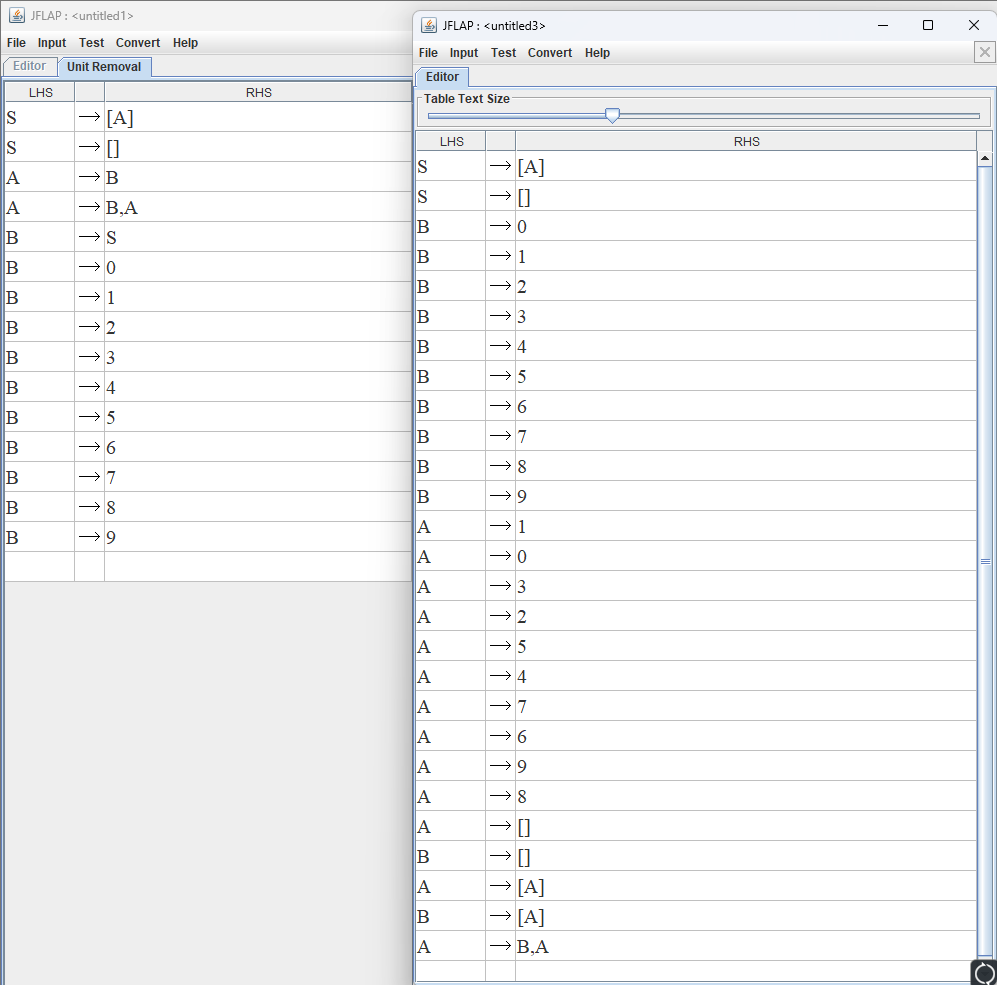 JFLAP : <untitled1>
File Input Test Convert Help
Editor Unit Removal
LHS RHS
S → [A]
S → []
A → B
A → B,A
B → S
B → 0
B → 1
B → 2
B → 3
B → 4
B → 5
B → 6
B → 7
B → 8
B → 9
JFLAP : <untitled3>
File Input Test Convert Help
Editor
Table Text Size
LHS RHS
S → [A]
S → []
B → 0
B → 1
B → 2
B → 3
B → 4
B → 5
B → 6
B → 7
B → 8
B → 9
A → 1
A → 0
A → 3
A → 2
A → 5
A → 4
A → 7
A → 6
A → 9
A → 8
A → []
B → []
A → [A]
B → [A]
A → B,A